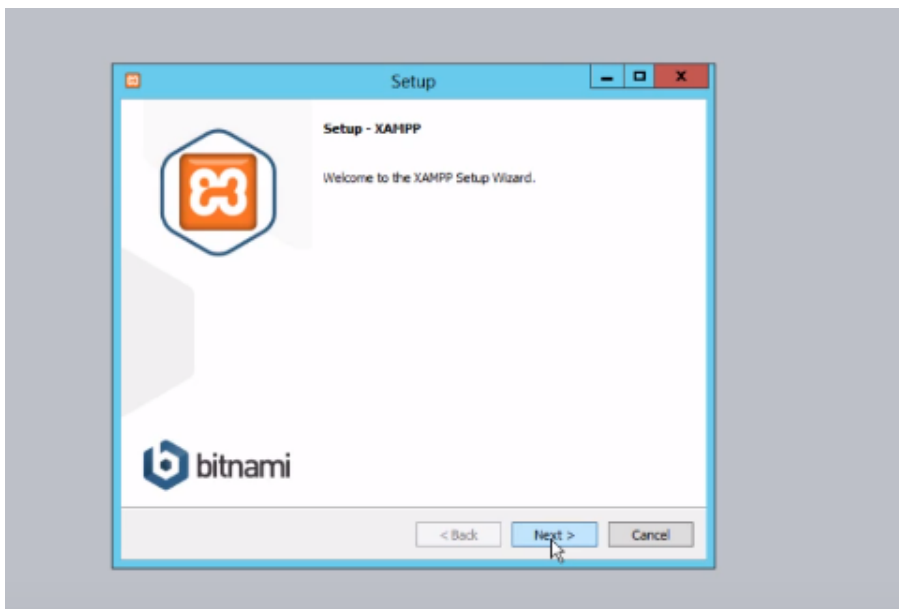 Setup
Setup - XAMPP
Welcome to the XAMPP Setup Wizard.
bitnami
< Back
Next >
Cancel